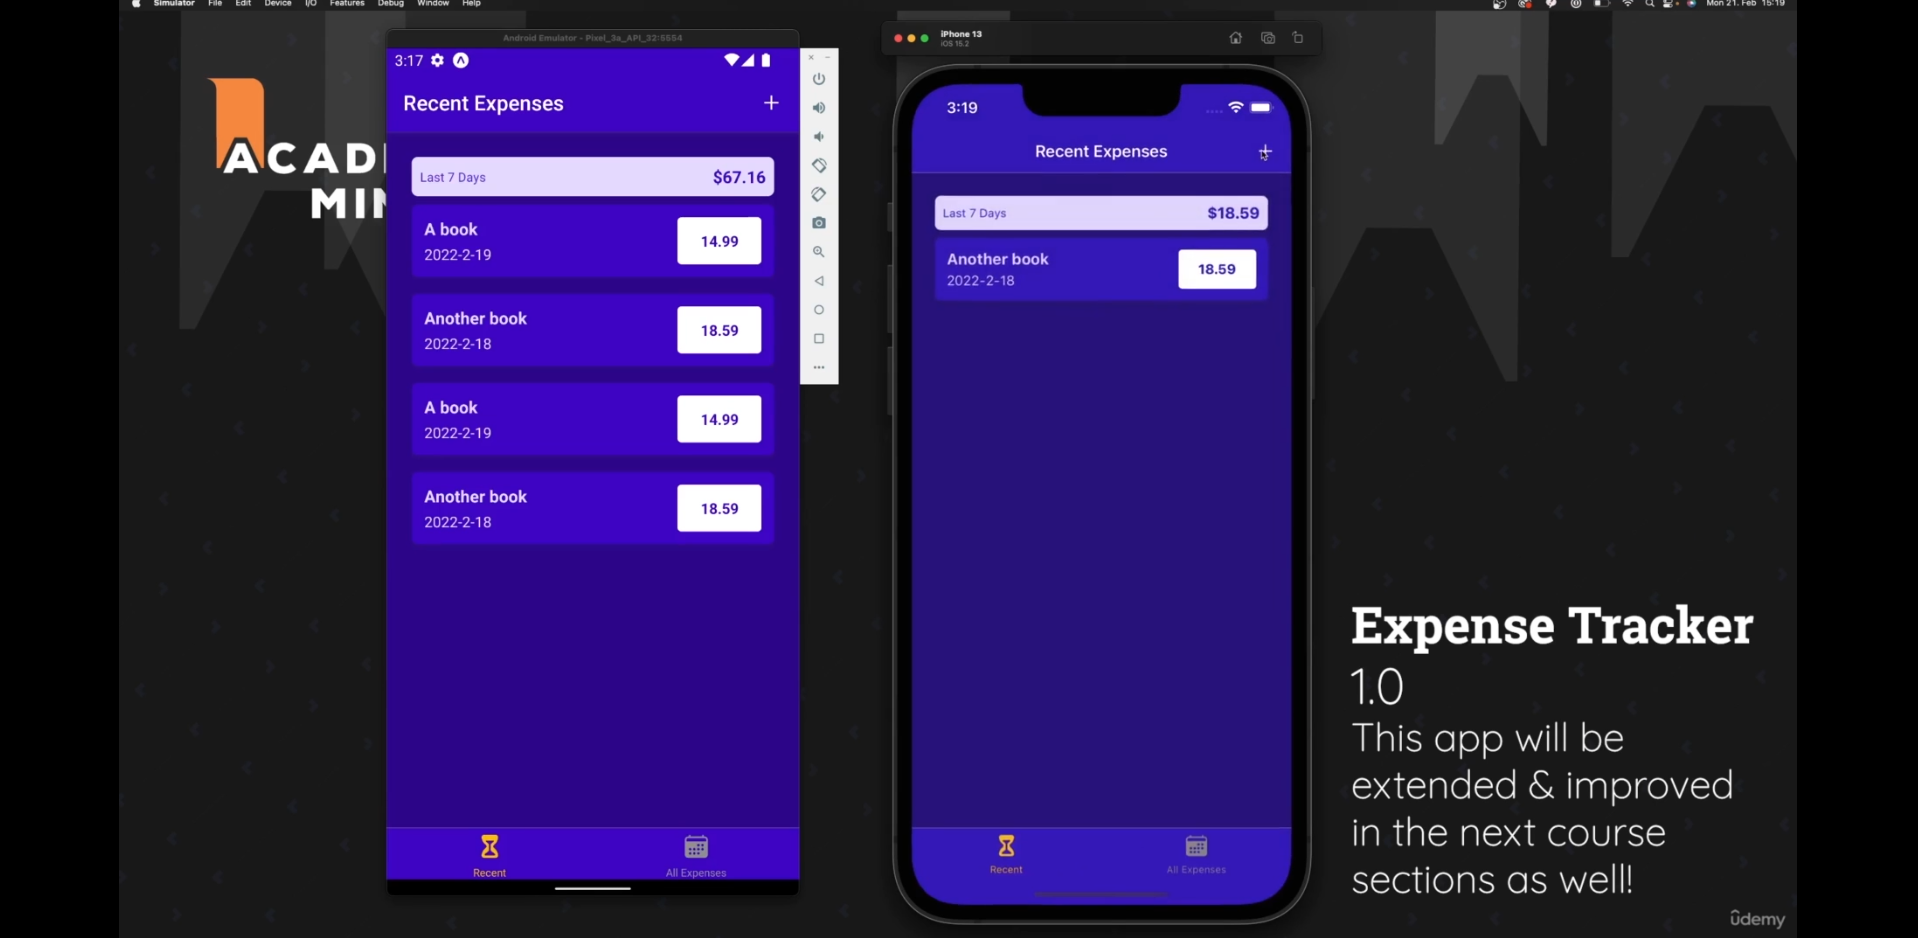 Simulator File Edit Device I/O Features Debug Window Help
Mon 21. Feb 15:19
ACAD
MIN
Android Emulator - Pixel_3a_API_32:5554
3:17
Recent Expenses +
Last 7 Days $67.16
A book
2022-2-19
14.99
Another book
2022-2-18
18.59
A book
2022-2-19
14.99
Another book
2022-2-18
18.59
Recent
All Expenses
iPhone 13
iOS 15.2
3:19
Recent Expenses +
Last 7 Days $18.59
Another book
2022-2-18
18.59
Recent
All Expenses
Expense Tracker
1.0
This app will be
extended & improved
in the next course
sections as well!
ûdemy